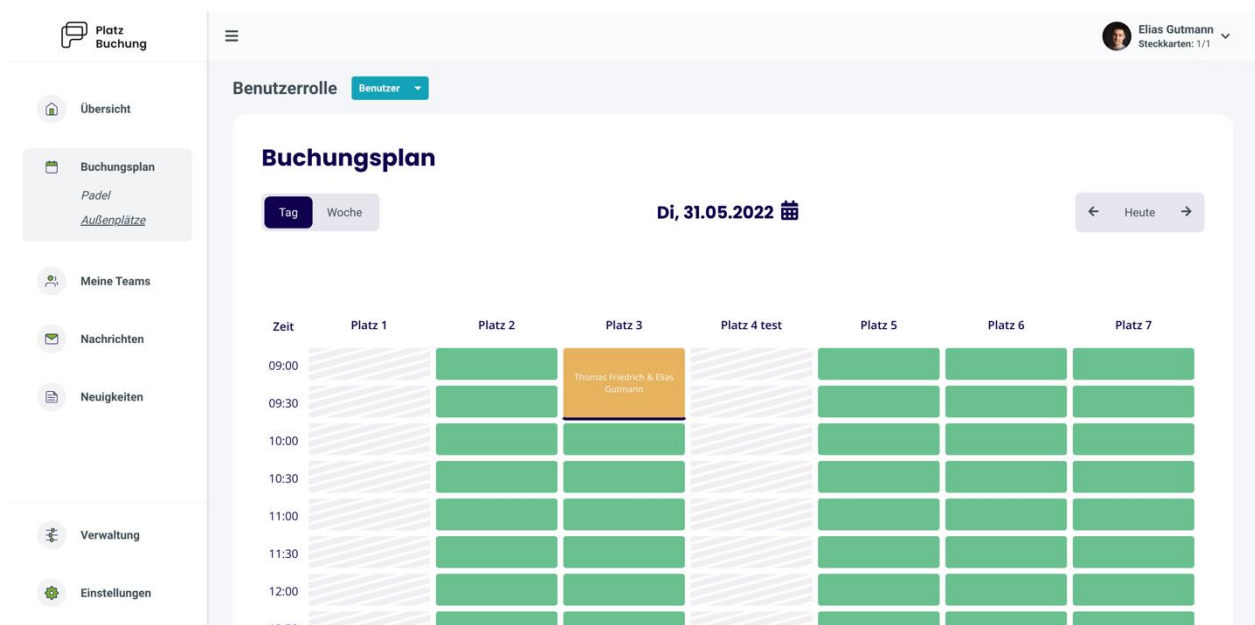 Platz
Buchung
Elias Gutmann
Steckkarten: 1/1
Benutzerrolle
Benutzer
Übersicht
Buchungsplan
Padel
Außenplätze
Meine Teams
Nachrichten
Neuigkeiten
Verwaltung
Einstellungen
Buchungsplan
Tag Woche
Di, 31.05.2022
Heute
Zeit Platz 1 Platz 2 Platz 3 Platz 4 test Platz 5 Platz 6 Platz 7
09:00
Thomas Friedrich & Elias
Gutmann
09:30
10:00
10:30
11:00
11:30
12:00